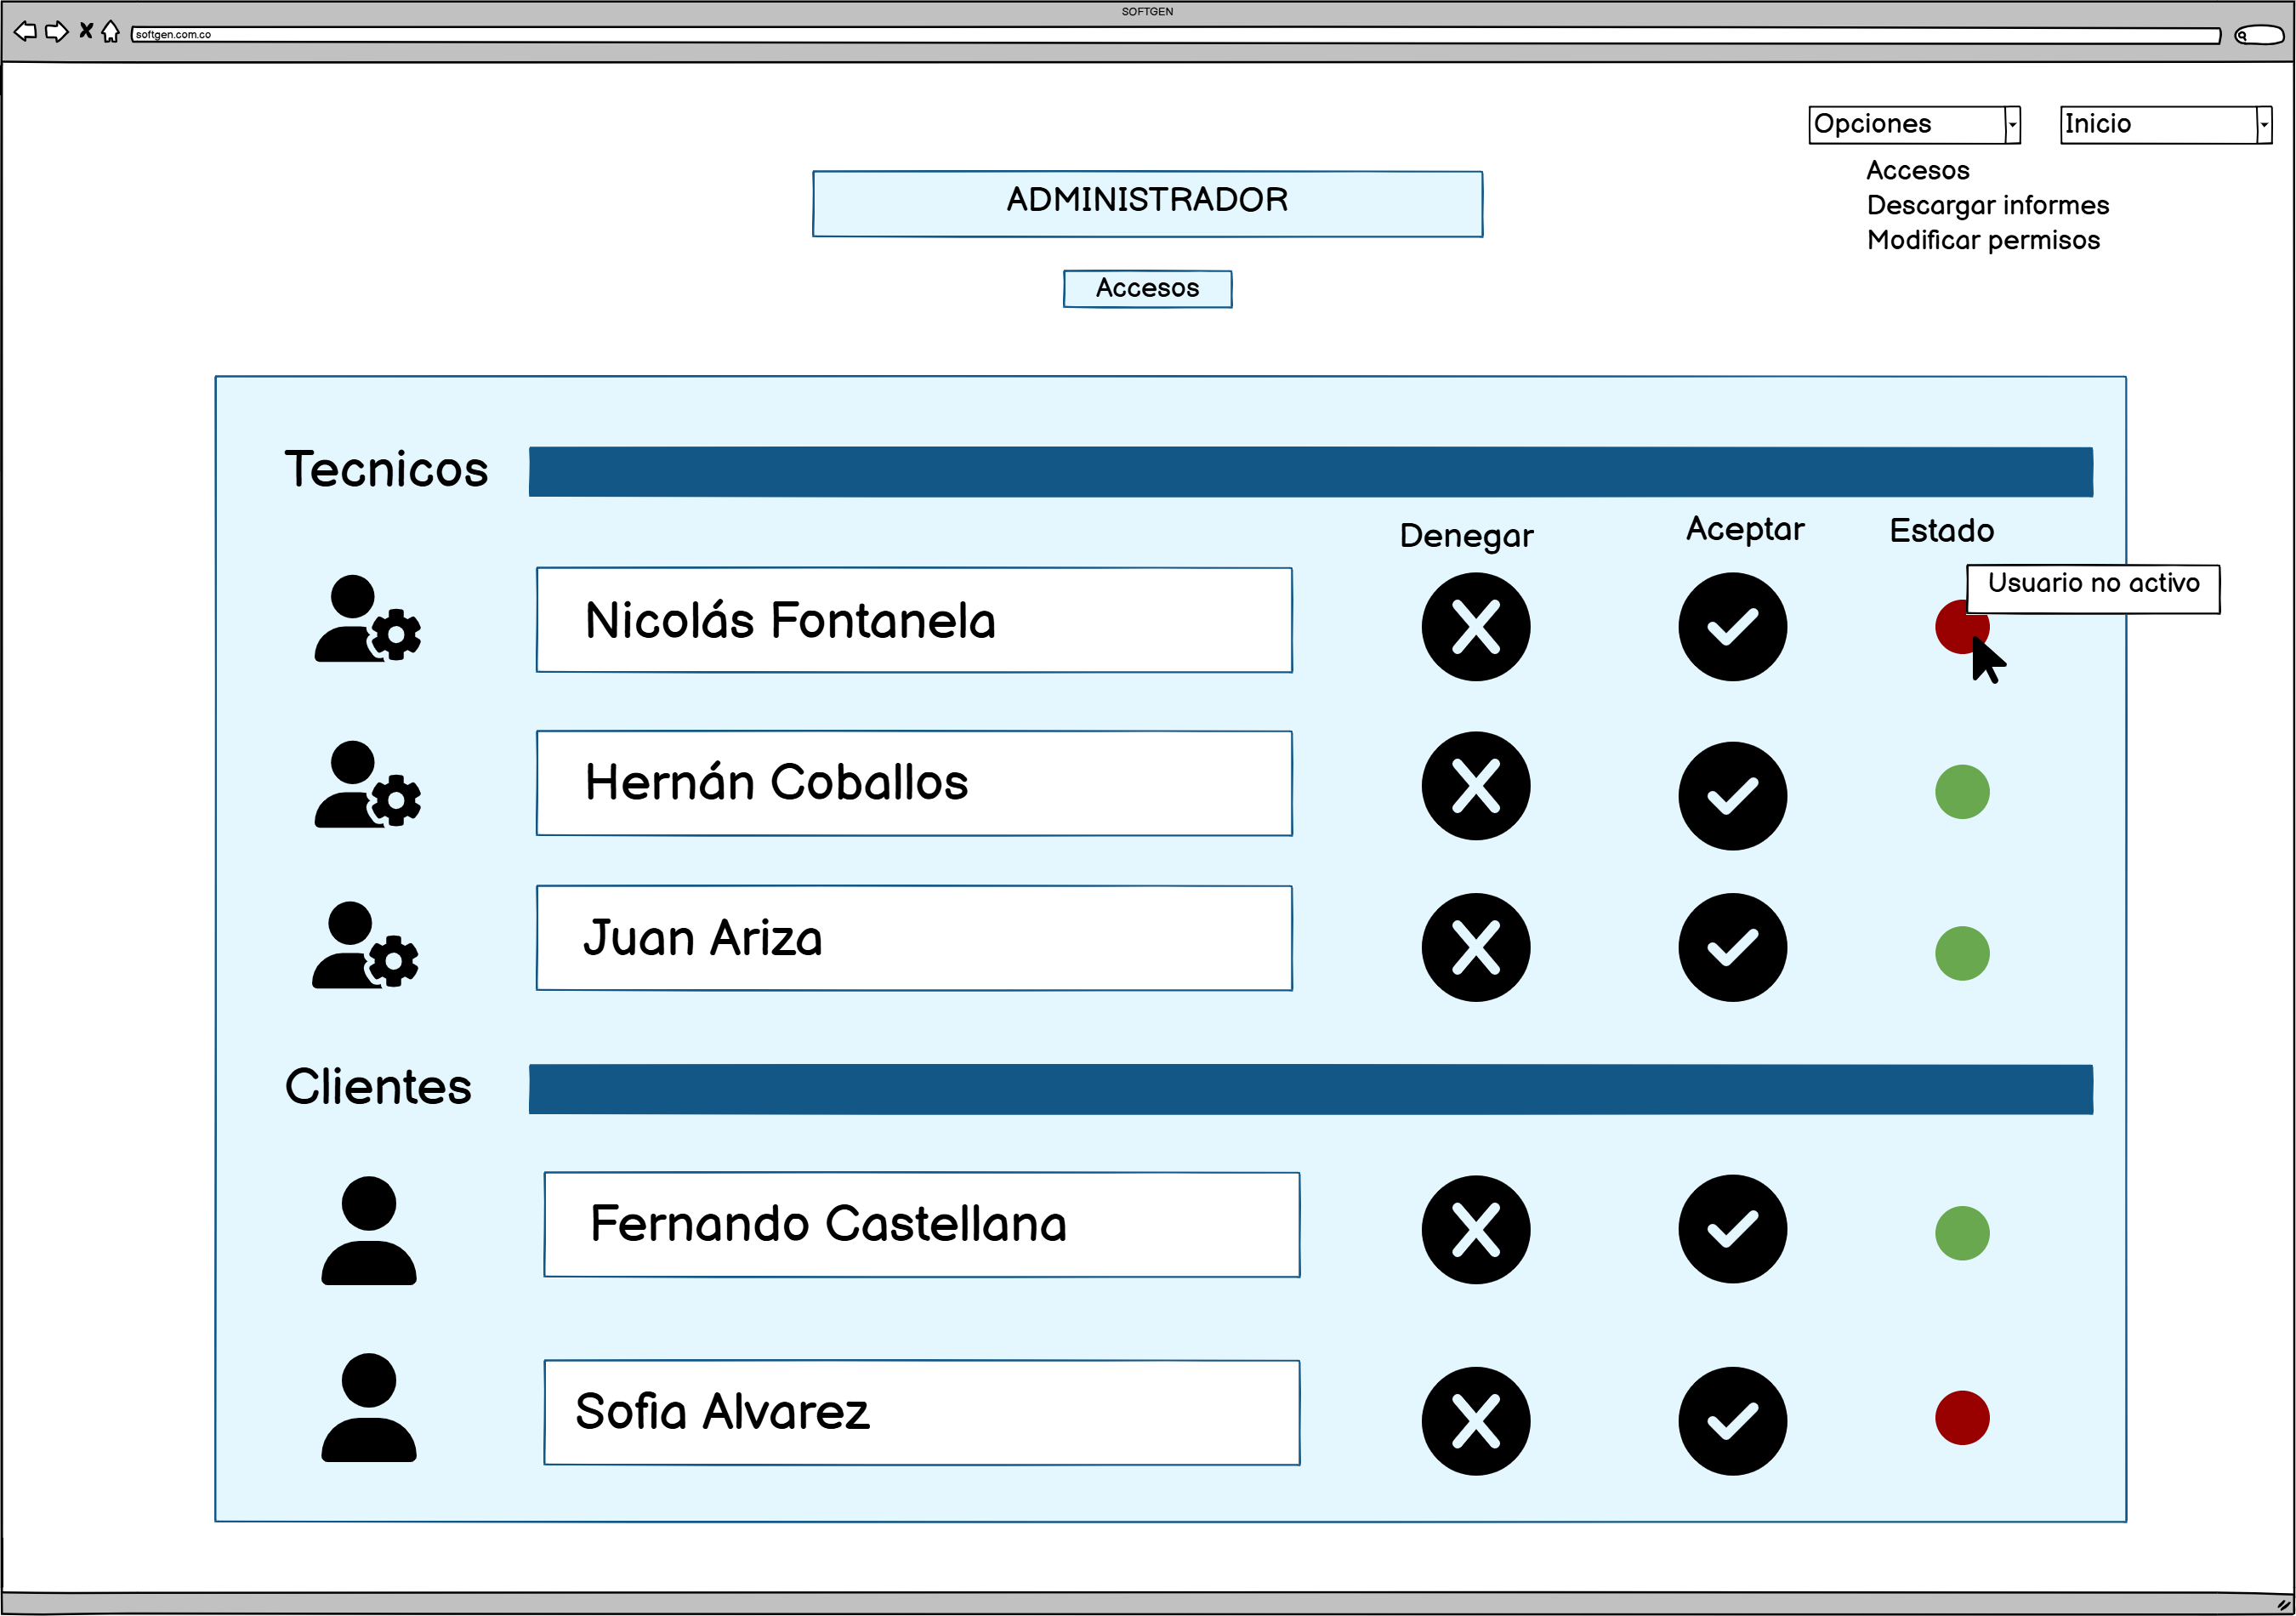 SOFTGEN
softgen.com.co
Opciones
Inicio
Accesos
Descargar informes
Modificar permisos
ADMINISTRADOR
Accesos
Tecnicos
Denegar
Aceptar
Estado
Usuario no activo
Nicolás Fontanela
Hernán Coballos
Juan Ariza
Clientes
Fernando Castellana
Sofia Alvarez